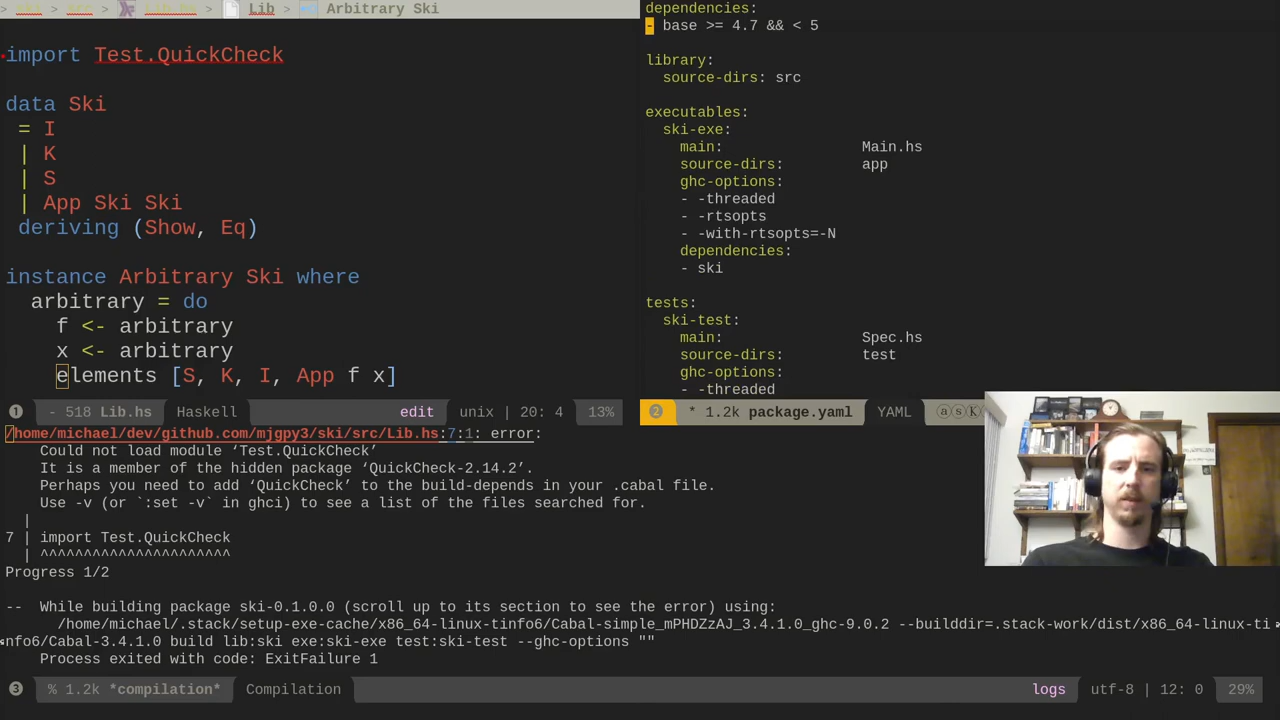 Lib Arbitrary Ski
import Test.QuickCheck
data Ski
= I
| K
| S
| App Ski Ski
deriving (Show, Eq)
instance Arbitrary Ski where
arbitrary = do
f <- arbitrary
x <- arbitrary
elements [S, K, I, App f x]
1 - 518 Lib.hs Haskell edit unix | 20: 4 13%
dependencies:
- base >= 4.7 && < 5
library:
source-dirs: src
executables:
ski-exe:
main: Main.hs
source-dirs: app
ghc-options:
- -threaded
- -rtsopts
- -with-rtsopts=-N
dependencies:
- ski
tests:
ski-test:
main: Spec.hs
source-dirs: test
ghc-options:
- -threaded
2 * 1.2k package.yaml YAML ⓐⓢⓀ
/home/michael/dev/github.com/mjgpy3/ski/src/Lib.hs:7:1: error:
Could not load module ‘Test.QuickCheck’
It is a member of the hidden package ‘QuickCheck-2.14.2’.
Perhaps you need to add ‘QuickCheck’ to the build-depends in your .cabal file.
Use -v (or `:set -v` in ghci) to see a list of the files searched for.
|
7 | import Test.QuickCheck
| ^^^^^^^^^^^^^^^^^^^^^^
Progress 1/2
-- While building package ski-0.1.0.0 (scroll up to its section to see the error) using:
/home/michael/.stack/setup-exe-cache/x86_64-linux-tinfo6/Cabal-simple_mPHDZzAJ_3.4.1.0_ghc-9.0.2 --builddir=.stack-work/dist/x86_64-linux-ti
nfo6/Cabal-3.4.1.0 build lib:ski exe:ski-exe test:ski-test --ghc-options ""
Process exited with code: ExitFailure 1
3 % 1.2k *compilation* Compilation logs utf-8 | 12: 0 29%